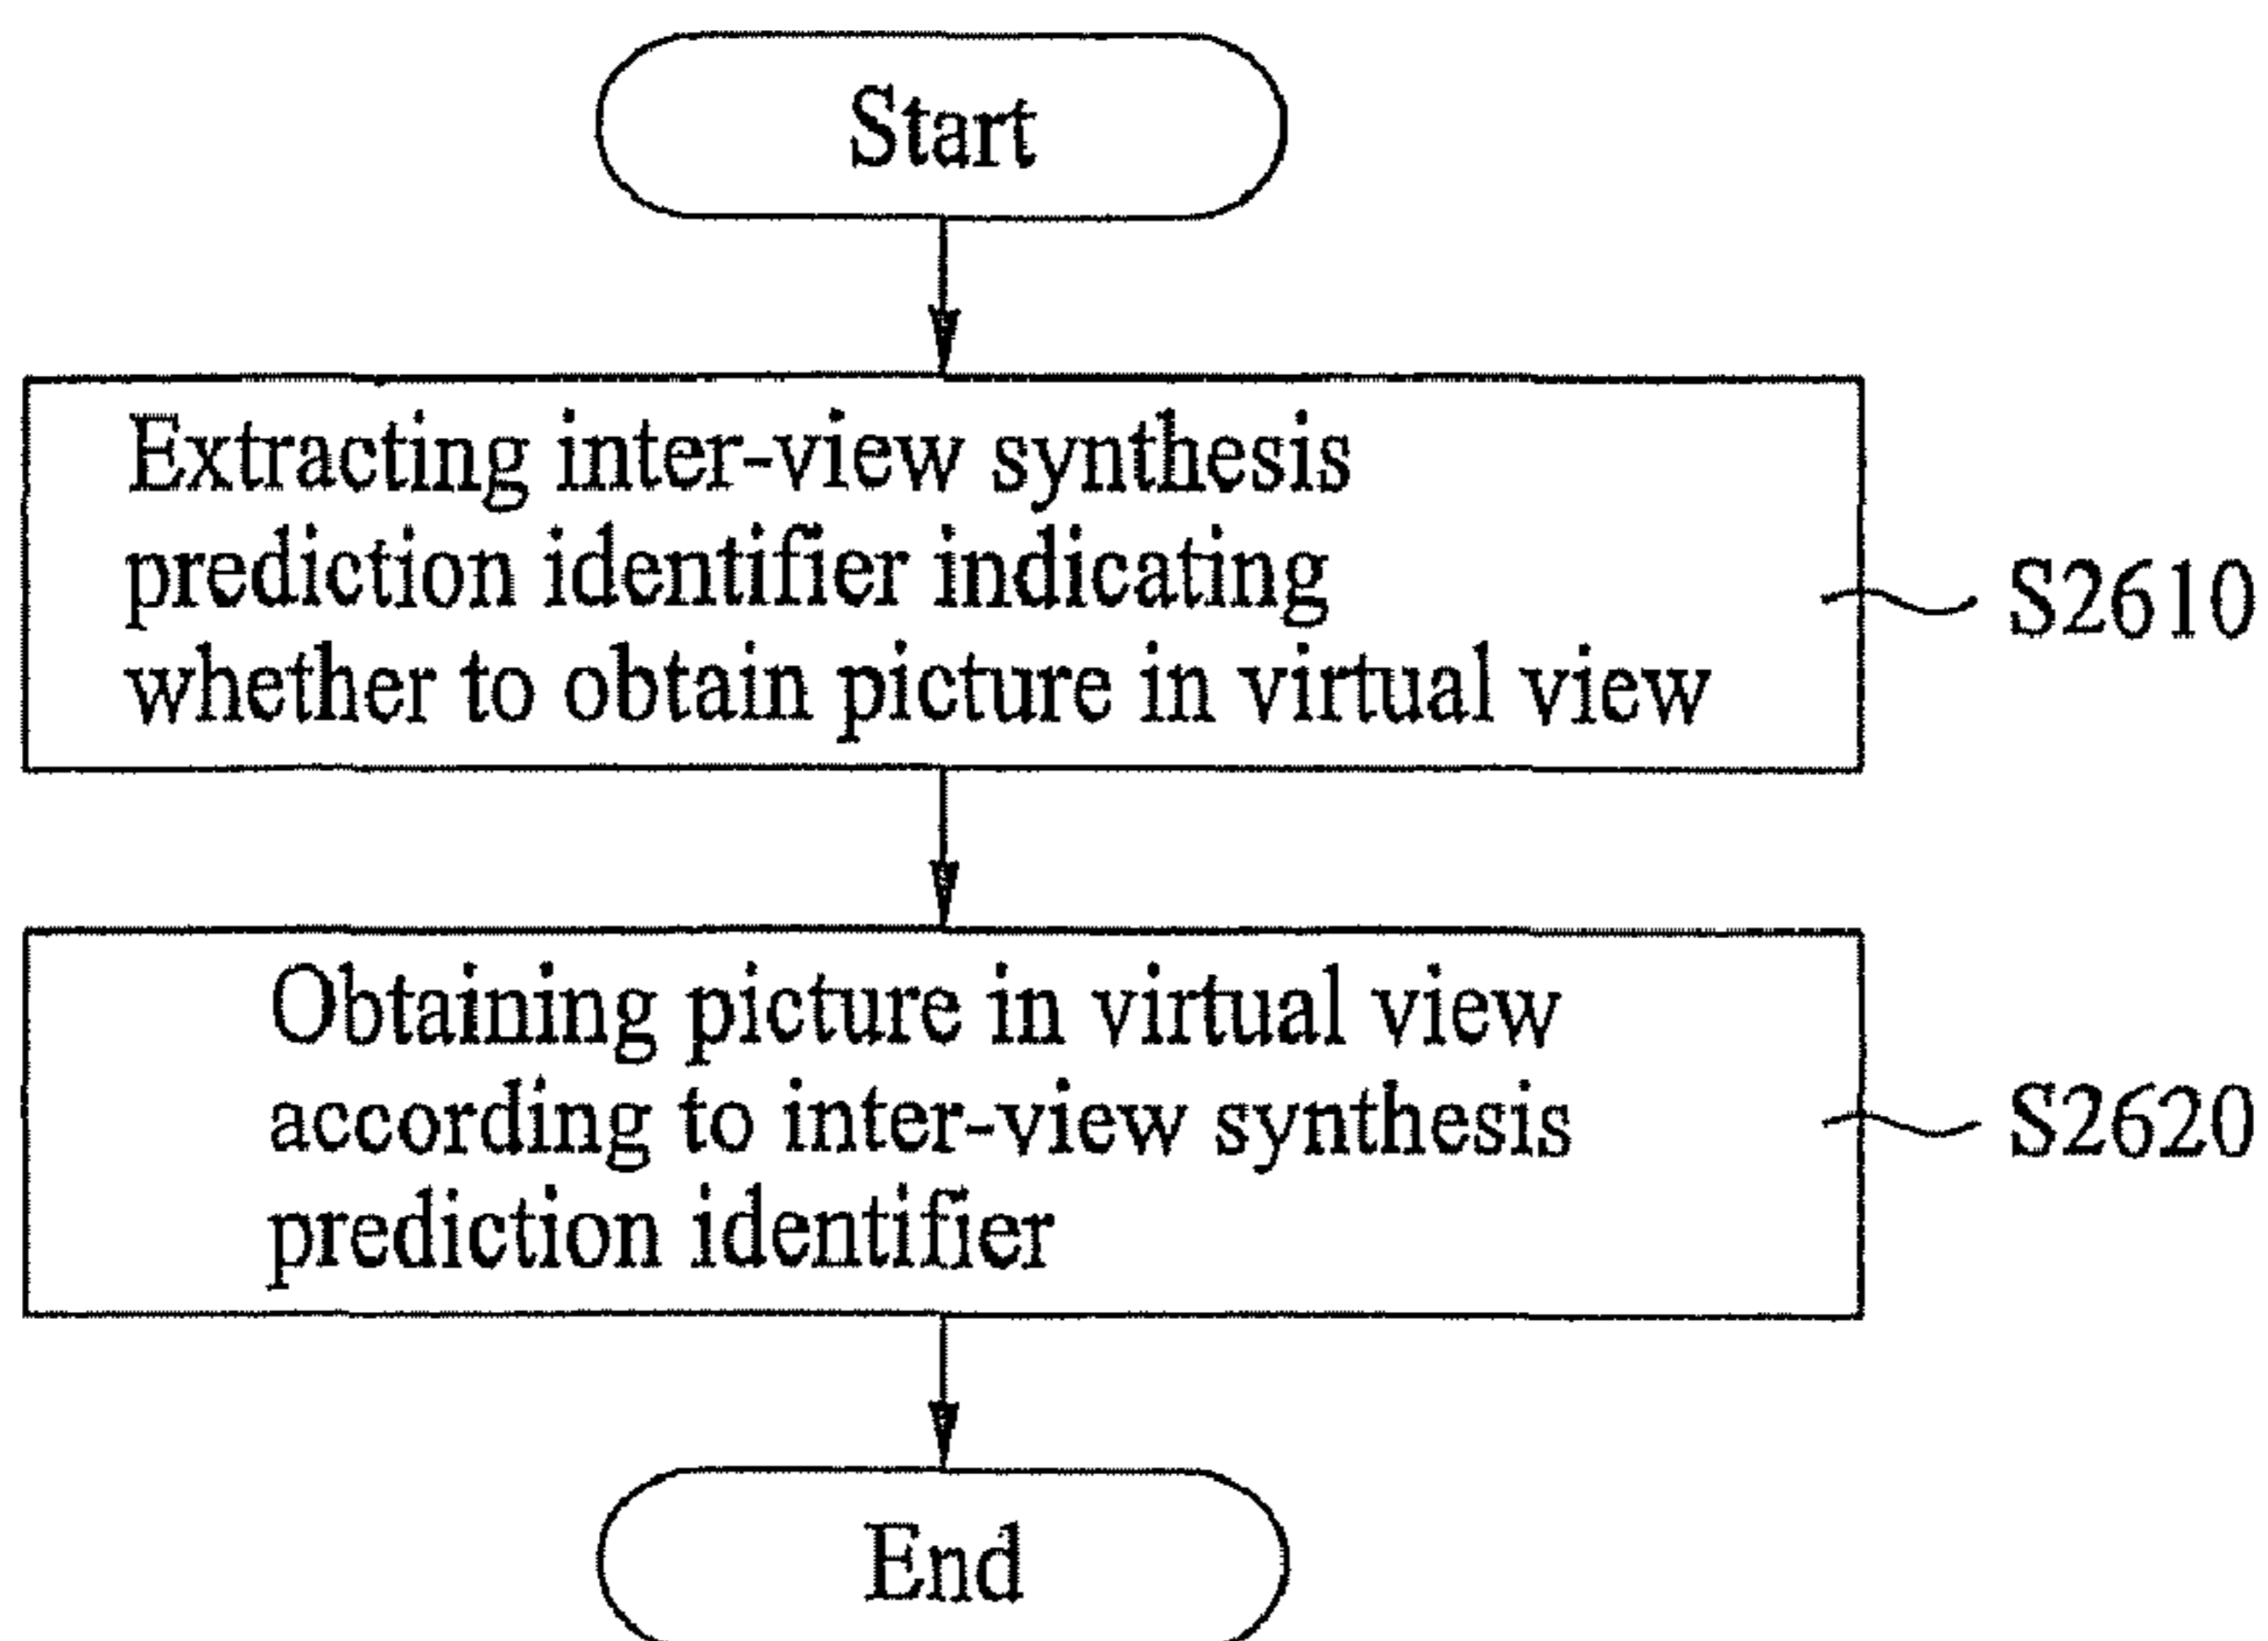 Start
Extracting inter-view synthesis
prediction identifier indicating
whether to obtain picture in virtual view
S2610
Obtaining picture in virtual view
according to inter-view synthesis
prediction identifier
S2620
End